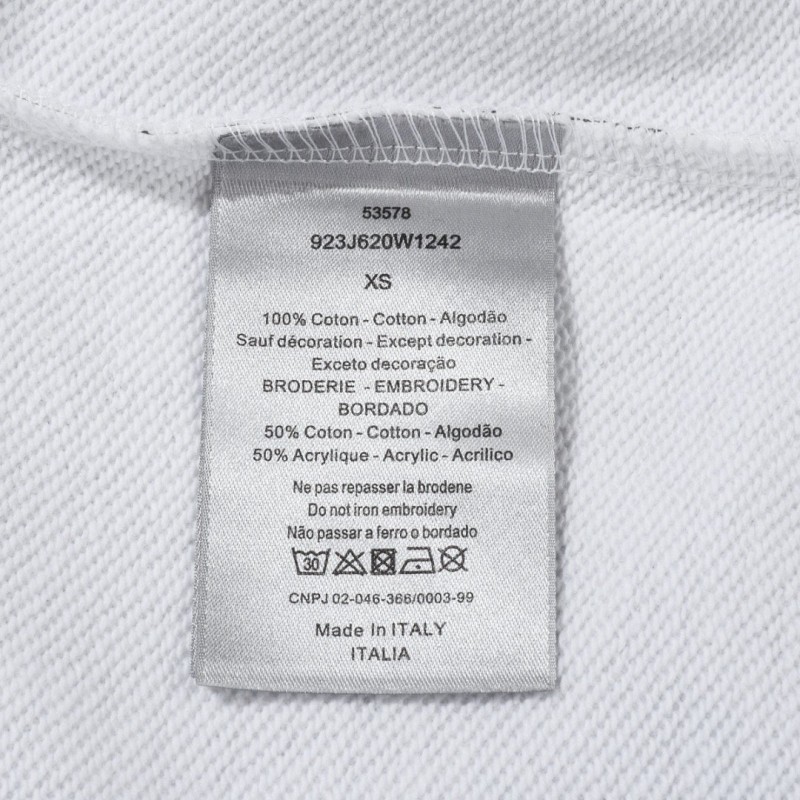 53578
923J620W1242
XS
100% Coton - Cotton - Algodão
Sauf décoration - Except decoration -
Exceto decoração
BRODERIE - EMBROIDERY -
BORDADO
50% Coton - Cotton - Algodão
50% Acrylique - Acrylic - Acrilico
Ne pas repasser la brodene
Do not iron embroidery
Não passar a ferro o bordado
30
CNPJ 02-046-366/0003-99
Made In ITALY
ITALIA